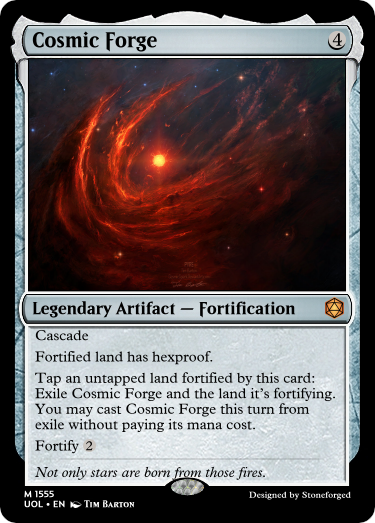 Cosmic Forge 4
Legendary Artifact — Fortification
Cascade
Fortified land has hexproof.
Tap an untapped land fortified by this card:
Exile Cosmic Forge and the land it's fortifying.
You may cast Cosmic Forge this turn from
exile without paying its mana cost.
Fortify 2
Not only stars are born from those fires.
M 1555
UOL • EN Tim Barton
Designed by Stoneforged